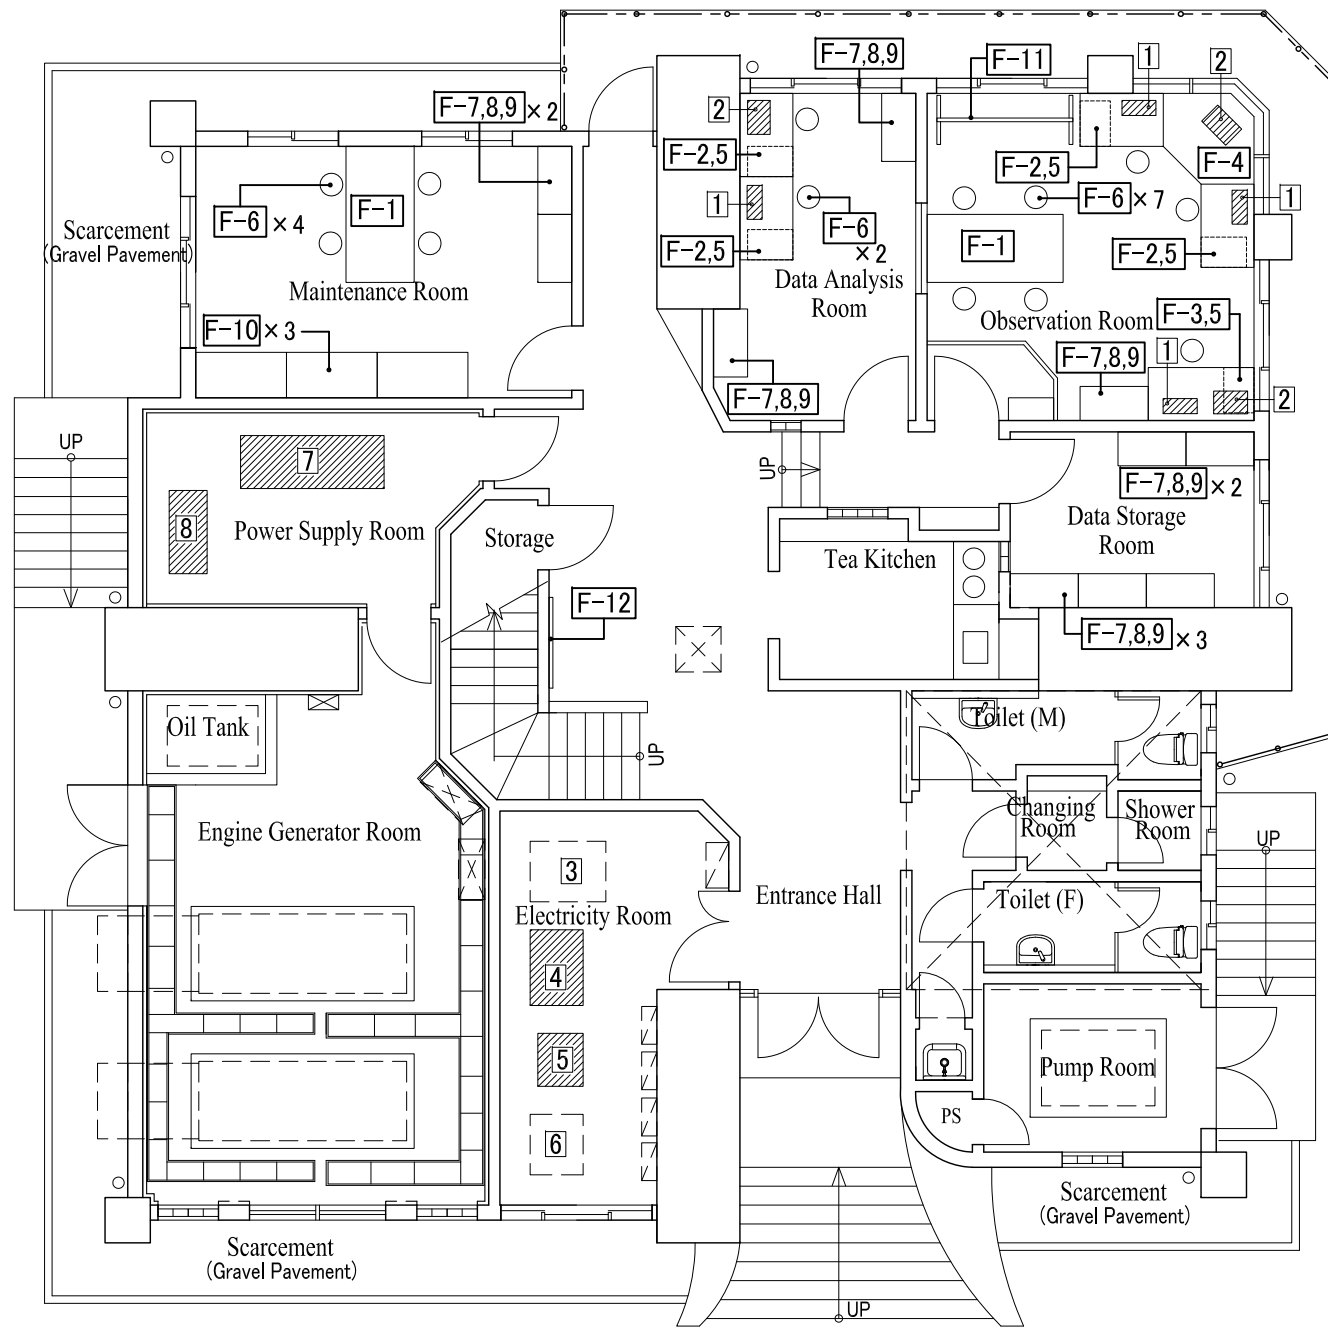 F-7,8,9
F-11
1
2
F-7,8,9 × 2
2
F-2,5
F-2,5
F-4
F-6 × 4
F-1
1
F-6
× 2
F-6 × 7
1
Scarcement
(Gravel Pavement)
F-2,5
F-1
F-2,5
Maintenance Room
Data Analysis
Room
Observation Room
F-3,5
F-10 × 3
F-7,8,9
F-7,8,9
1
2
UP
7
UP
F-7,8,9 × 2
8
Power Supply Room
Storage
Tea Kitchen
Data Storage
Room
F-12
F-7,8,9 × 3
Oil Tank
Toilet (M)
UP
Engine Generator Room
Changing
Room
Shower
Room
UP
3
Electricity Room
Entrance Hall
Toilet (F)
4
5
Pump Room
6
PS
Scarcement
(Gravel Pavement)
Scarcement
(Gravel Pavement)
UP